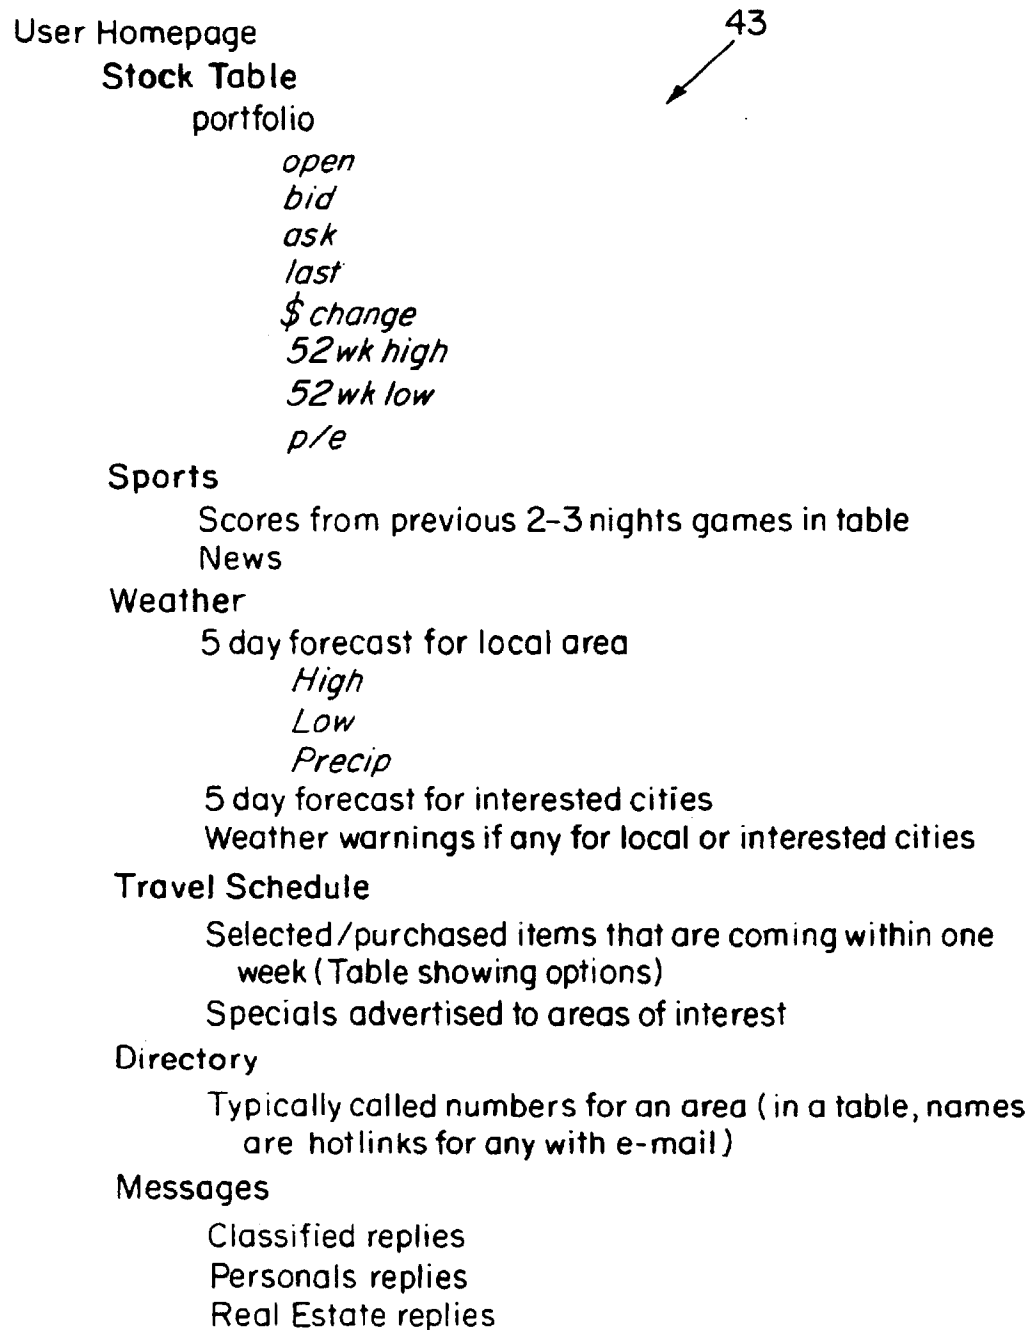 User Homepage
43
Stock Table
portfolio
open
bid
ask
last
$ change
52 wk high
52 wk low
p/e
Sports
Scores from previous 2-3 nights games in table
News
Weather
5 day forecast for local area
High
Low
Precip
5 day forecast for interested cities
Weather warnings if any for local or interested cities
Travel Schedule
Selected/purchased items that are coming within one
week (Table showing options)
Specials advertised to areas of interest
Directory
Typically called numbers for an area (in a table, names
are hotlinks for any with e-mail)
Messages
Classified replies
Personals replies
Real Estate replies